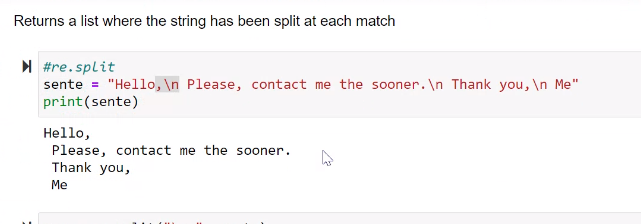 Returns a list where the string has been split at each match
#re.split
sente = "Hello,\n Please, contact me the sooner.\n Thank you,\n Me"
print(sente)
Hello,
 Please, contact me the sooner.
 Thank you,
 Me